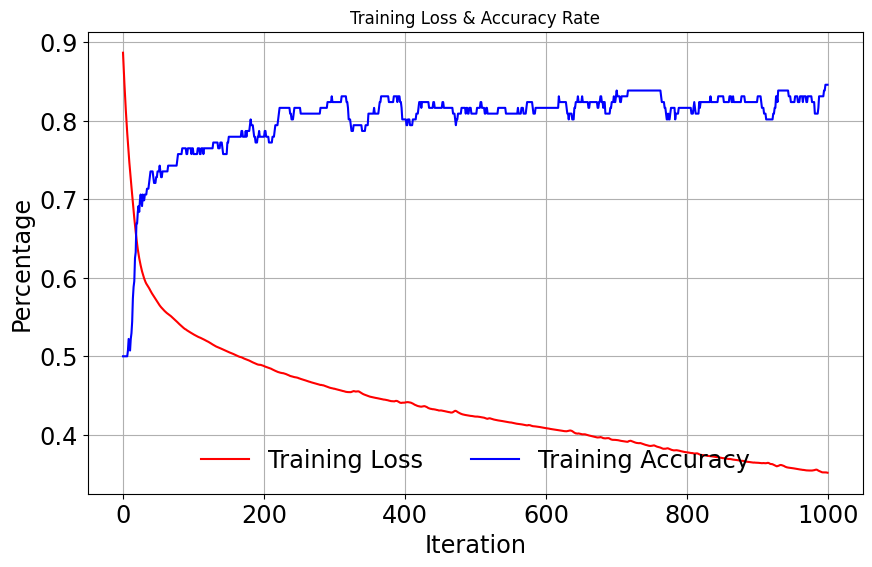 Training Loss & Accuracy Rate
0.9
0.8
0.7
0.6
0.5
0.4
Percentage
Training Loss Training Accuracy
0 200 400 600 800 1000
Iteration